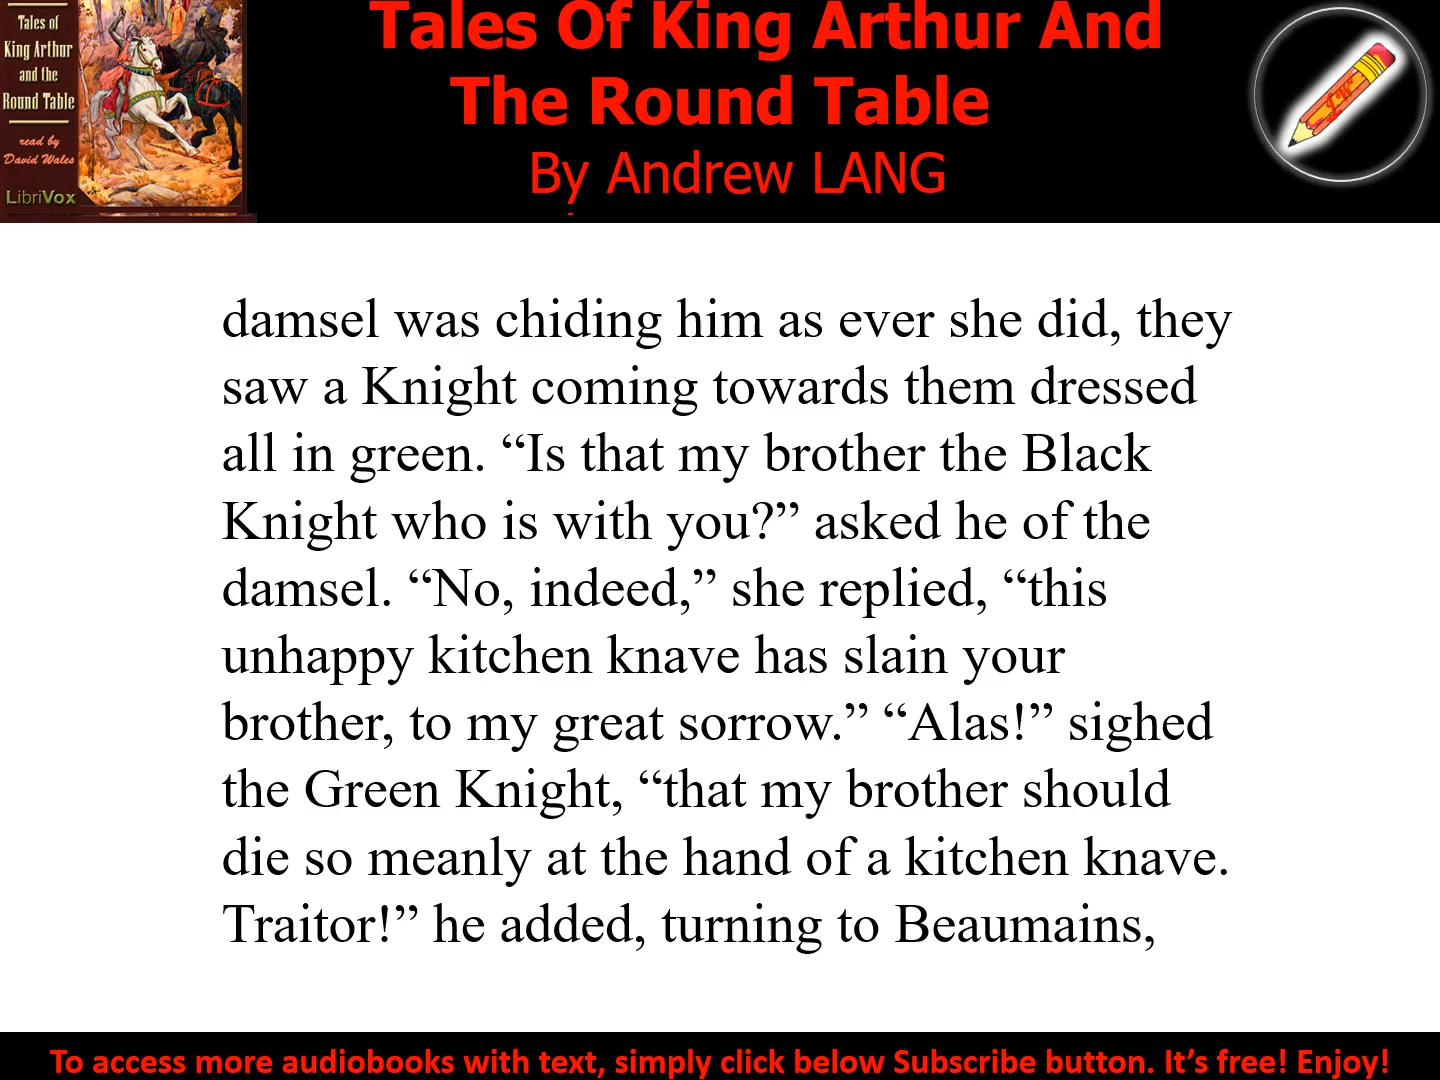 Tales of
King Arthur
and the
Round Table
read by
David Wales
LibriVox
Tales Of King Arthur And
The Round Table
By Andrew LANG
damsel was chiding him as ever she did, they
saw a Knight coming towards them dressed
all in green. “Is that my brother the Black
Knight who is with you?” asked he of the
damsel. “No, indeed,” she replied, “this
unhappy kitchen knave has slain your
brother, to my great sorrow.” “Alas!” sighed
the Green Knight, “that my brother should
die so meanly at the hand of a kitchen knave.
Traitor!” he added, turning to Beaumains,
To access more audiobooks with text, simply click below Subscribe button. It’s free! Enjoy!